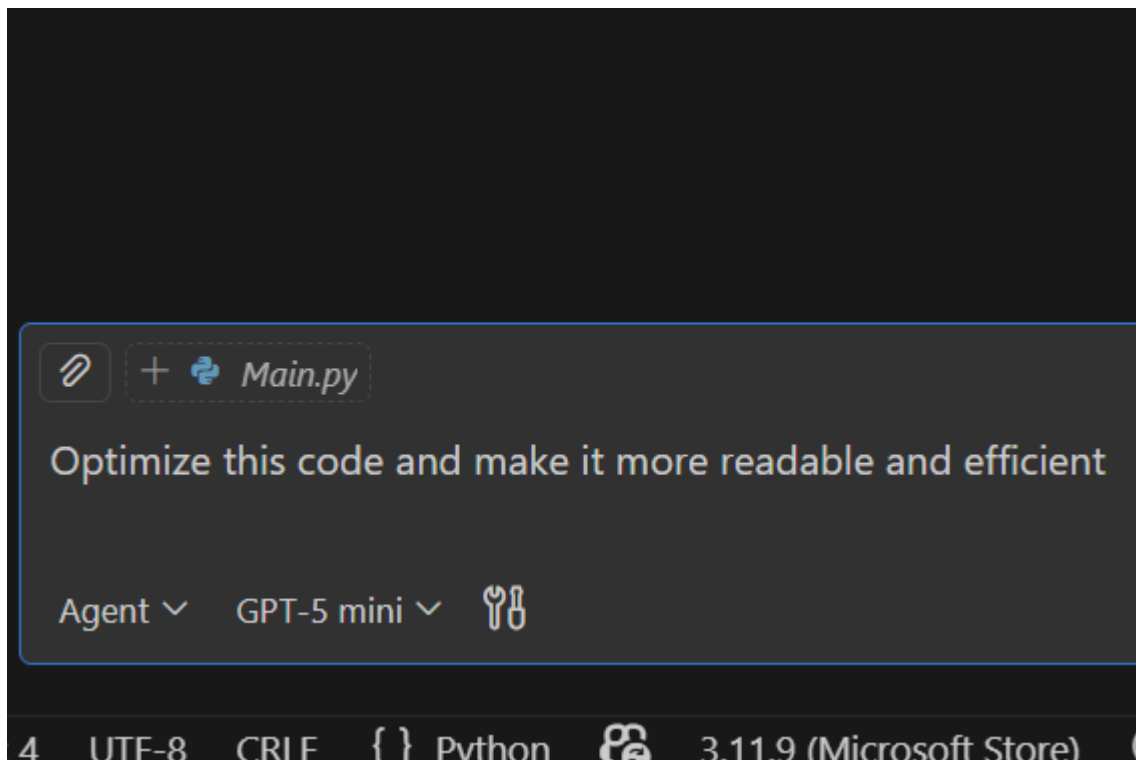 Main.py
Optimize this code and make it more readable and efficient
Agent GPT-5 mini
4 UTF-8 CRLF { } Python 3.11.9 (Microsoft Store)